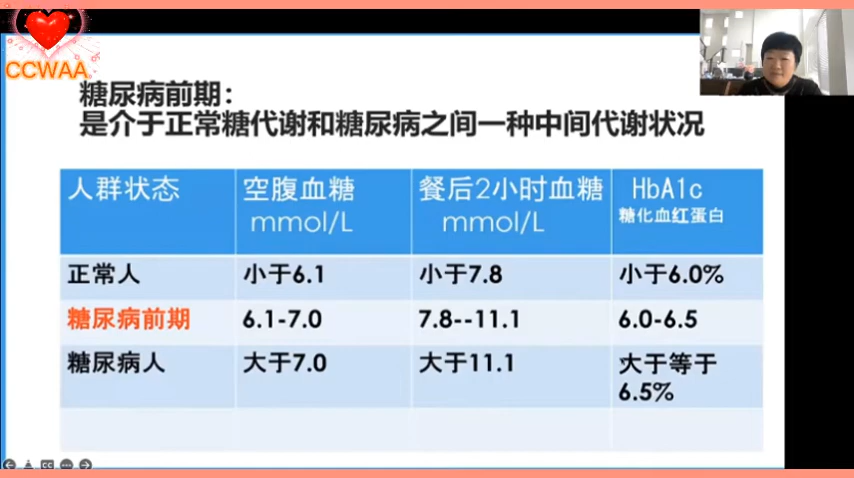 CCWAA
糖尿病前期：
是介于正常糖代谢和糖尿病之间一种中间代谢状况
人群状态
空腹血糖
mmol/L
餐后2小时血糖
mmol/L
HbA1c
糖化血红蛋白
正常人
小于6.1
小于7.8
小于6.0%
糖尿病前期
6.1-7.0
7.8--11.1
6.0-6.5
糖尿病人
大于7.0
大于11.1
大于等于
6.5%